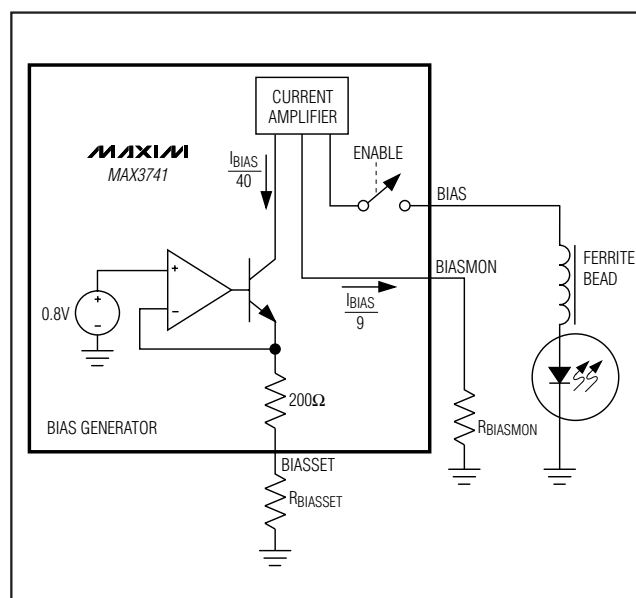 CURRENT
AMPLIFIER
MAXIM
MAX3741
I_BIAS
40
ENABLE
BIAS
FERRITE
BEAD
+
0.8V
+
−
−
BIASMON
I_BIAS
9
200Ω
R_BIASMON
BIAS GENERATOR
BIASSET
R_BIASSET